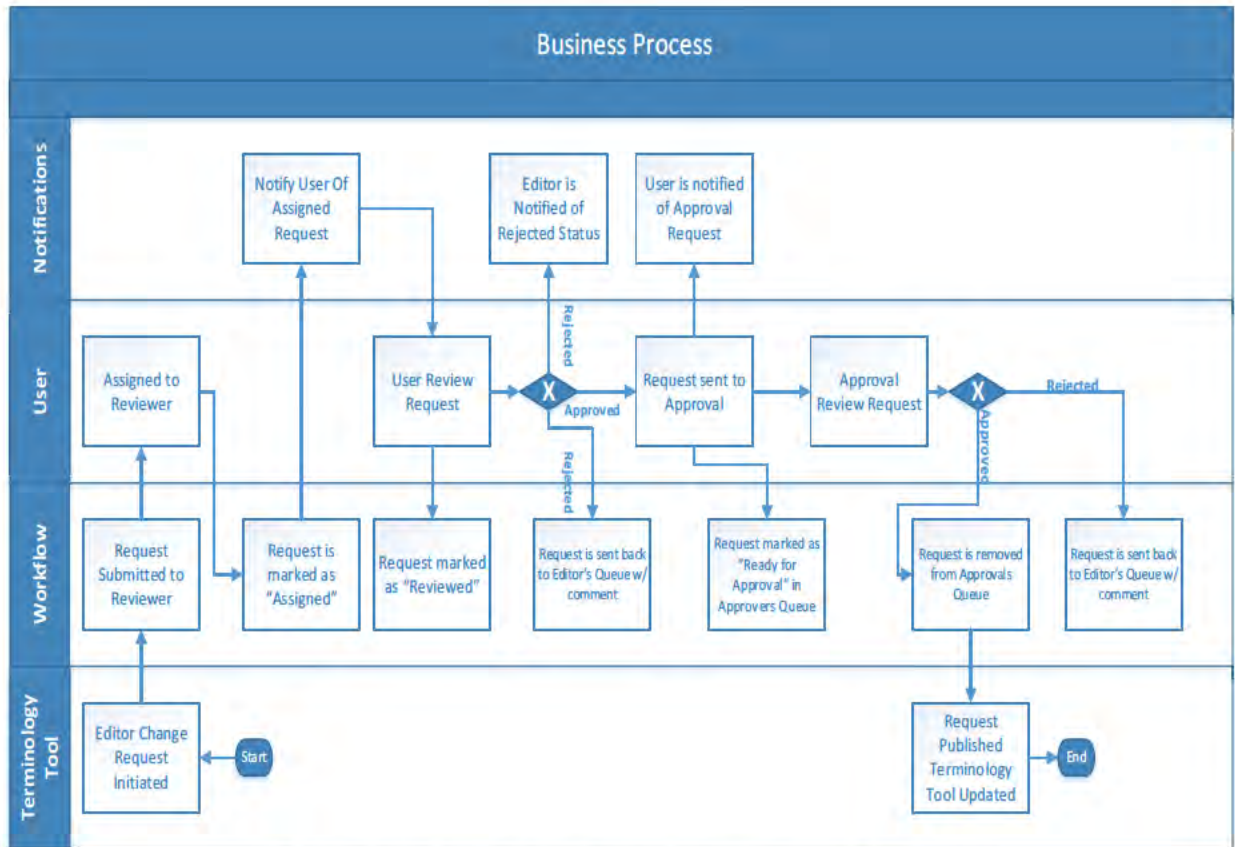 Business Process
Notifications
Notify User Of
Assigned
Request
Editor is
Notified of
Rejected Status
User is notified
of Approval
Request
User
Assigned to
Reviewer
User Review
Request
Rejected
X
Approved
Rejected
Request sent to
Approval
Approval
Review Request
X
Rejected
Approved
Workflow
Request
Submitted to
Reviewer
Request is
marked as
“Assigned”
Request marked
as “Reviewed”
Request is sent back
to Editor's Queue w/
comment
Request marked as
“Ready for
Approval” in
Approvers Queue
Request is removed
from Approvals
Queue
Request is sent back
to Editor's Queue w/
comment
Terminology
Tool
Editor Change
Request
Initiated
Start
Request
Published
Terminology
Tool Updated
End